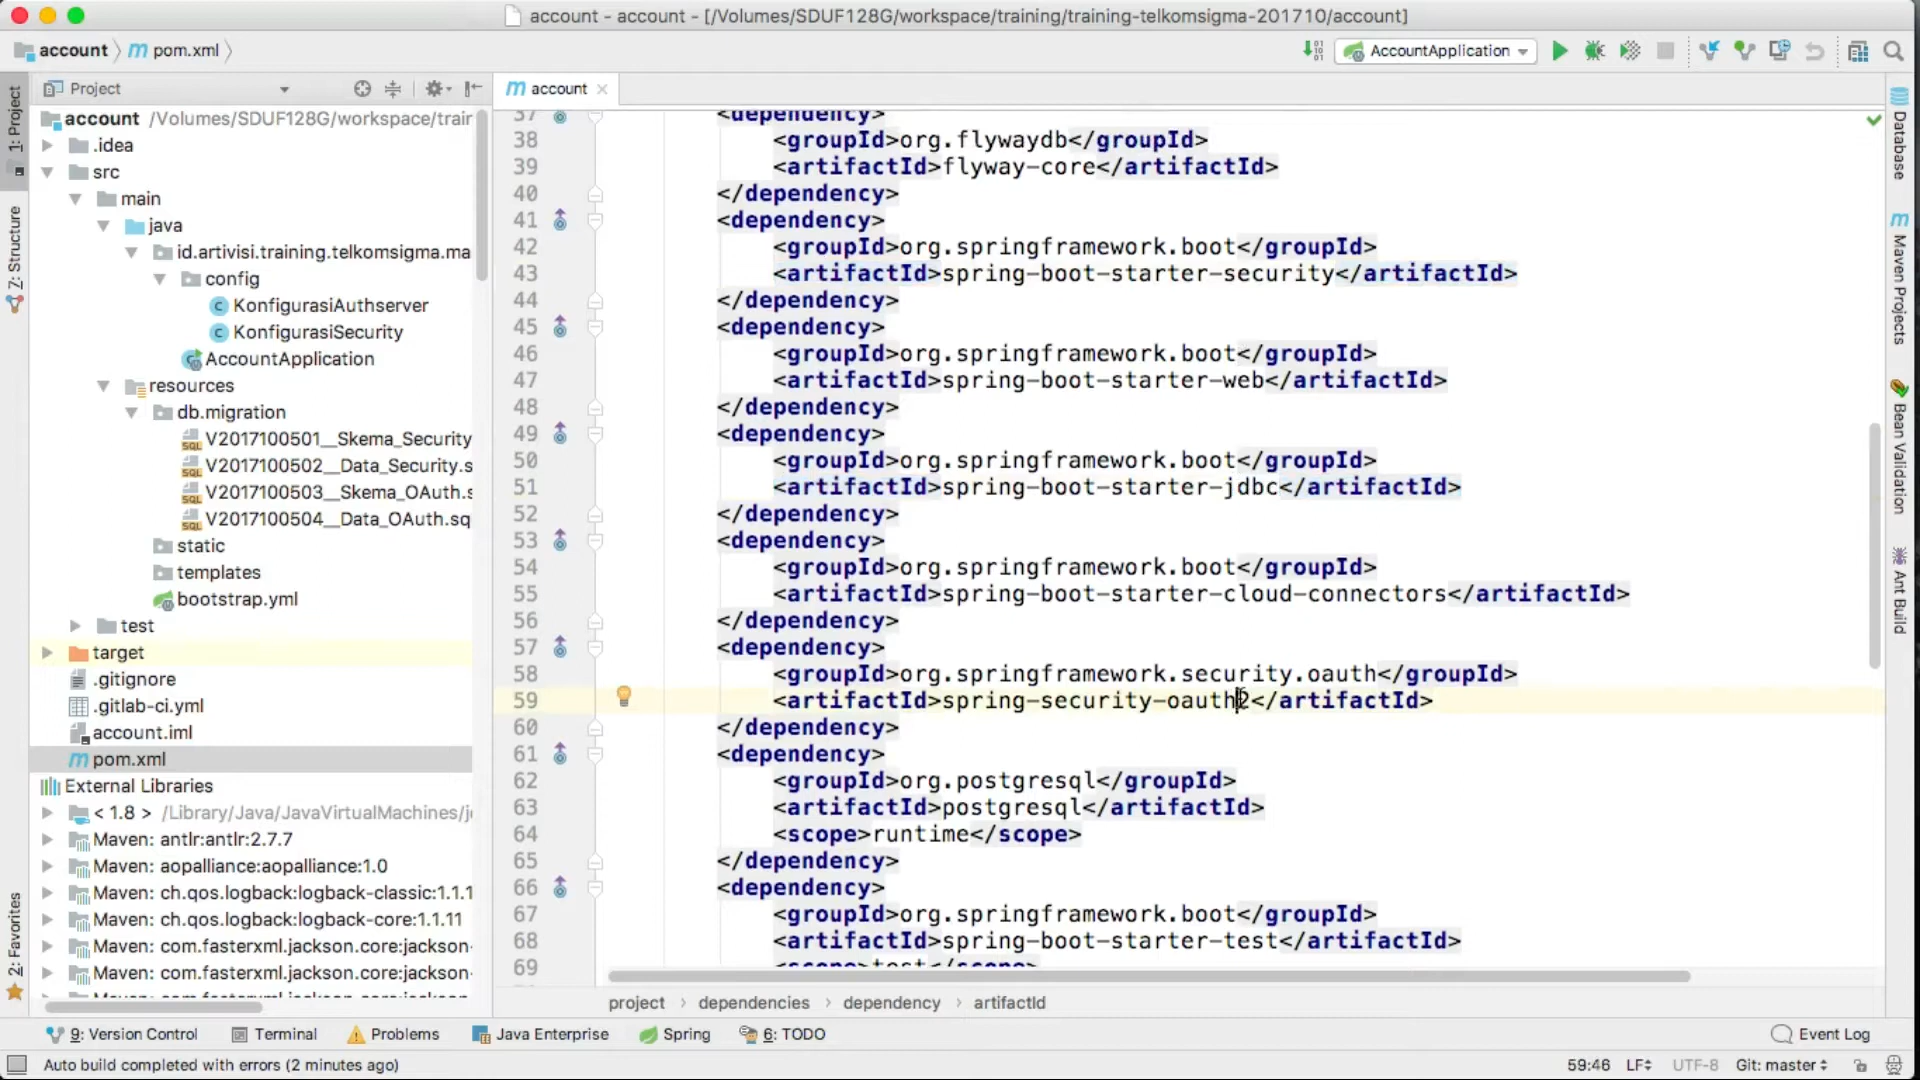 account - account - [/Volumes/SDUF128G/workspace/training/training-telkomsigma-201710/account]
account
pom.xml
AccountApplication
Project
account
1: Project
7: Structure
2: Favorites
account /Volumes/SDUF128G/workspace/trair
.idea
src
main
java
id.artivisi.training.telkomsigma.ma
config
KonfigurasiAuthserver
KonfigurasiSecurity
AccountApplication
resources
db.migration
V2017100501__Skema_Security
V2017100502__Data_Security.s
V2017100503__Skema_OAuth.s
V2017100504__Data_OAuth.sq
static
templates
bootstrap.yml
test
target
.gitignore
.gitlab-ci.yml
account.iml
pom.xml
External Libraries
< 1.8 > /Library/Java/JavaVirtualMachines/j
Maven: antlr:antlr:2.7.7
Maven: aopalliance:aopalliance:1.0
Maven: ch.qos.logback:logback-classic:1.1.1
Maven: ch.qos.logback:logback-core:1.1.11
Maven: com.fasterxml.jackson.core:jackson-
Maven: com.fasterxml.jackson.core:jackson-
37 <dependency>
38 <groupId>org.flywaydb</groupId>
39 <artifactId>flyway-core</artifactId>
40 </dependency>
41 <dependency>
42 <groupId>org.springframework.boot</groupId>
43 <artifactId>spring-boot-starter-security</artifactId>
44 </dependency>
45 <dependency>
46 <groupId>org.springframework.boot</groupId>
47 <artifactId>spring-boot-starter-web</artifactId>
48 </dependency>
49 <dependency>
50 <groupId>org.springframework.boot</groupId>
51 <artifactId>spring-boot-starter-jdbc</artifactId>
52 </dependency>
53 <dependency>
54 <groupId>org.springframework.boot</groupId>
55 <artifactId>spring-boot-starter-cloud-connectors</artifactId>
56 </dependency>
57 <dependency>
58 <groupId>org.springframework.security.oauth</groupId>
59 <artifactId>spring-security-oauth2</artifactId>
60 </dependency>
61 <dependency>
62 <groupId>org.postgresql</groupId>
63 <artifactId>postgresql</artifactId>
64 <scope>runtime</scope>
65 </dependency>
66 <dependency>
67 <groupId>org.springframework.boot</groupId>
68 <artifactId>spring-boot-starter-test</artifactId>
69 <scope>test</scope>
project
dependencies
dependency
artifactId
Database
Maven Projects
Bean Validation
Ant Build
9: Version Control
Terminal
Problems
Java Enterprise
Spring
6: TODO
Event Log
Auto build completed with errors (2 minutes ago)
59:46 LF UTF-8 Git: master